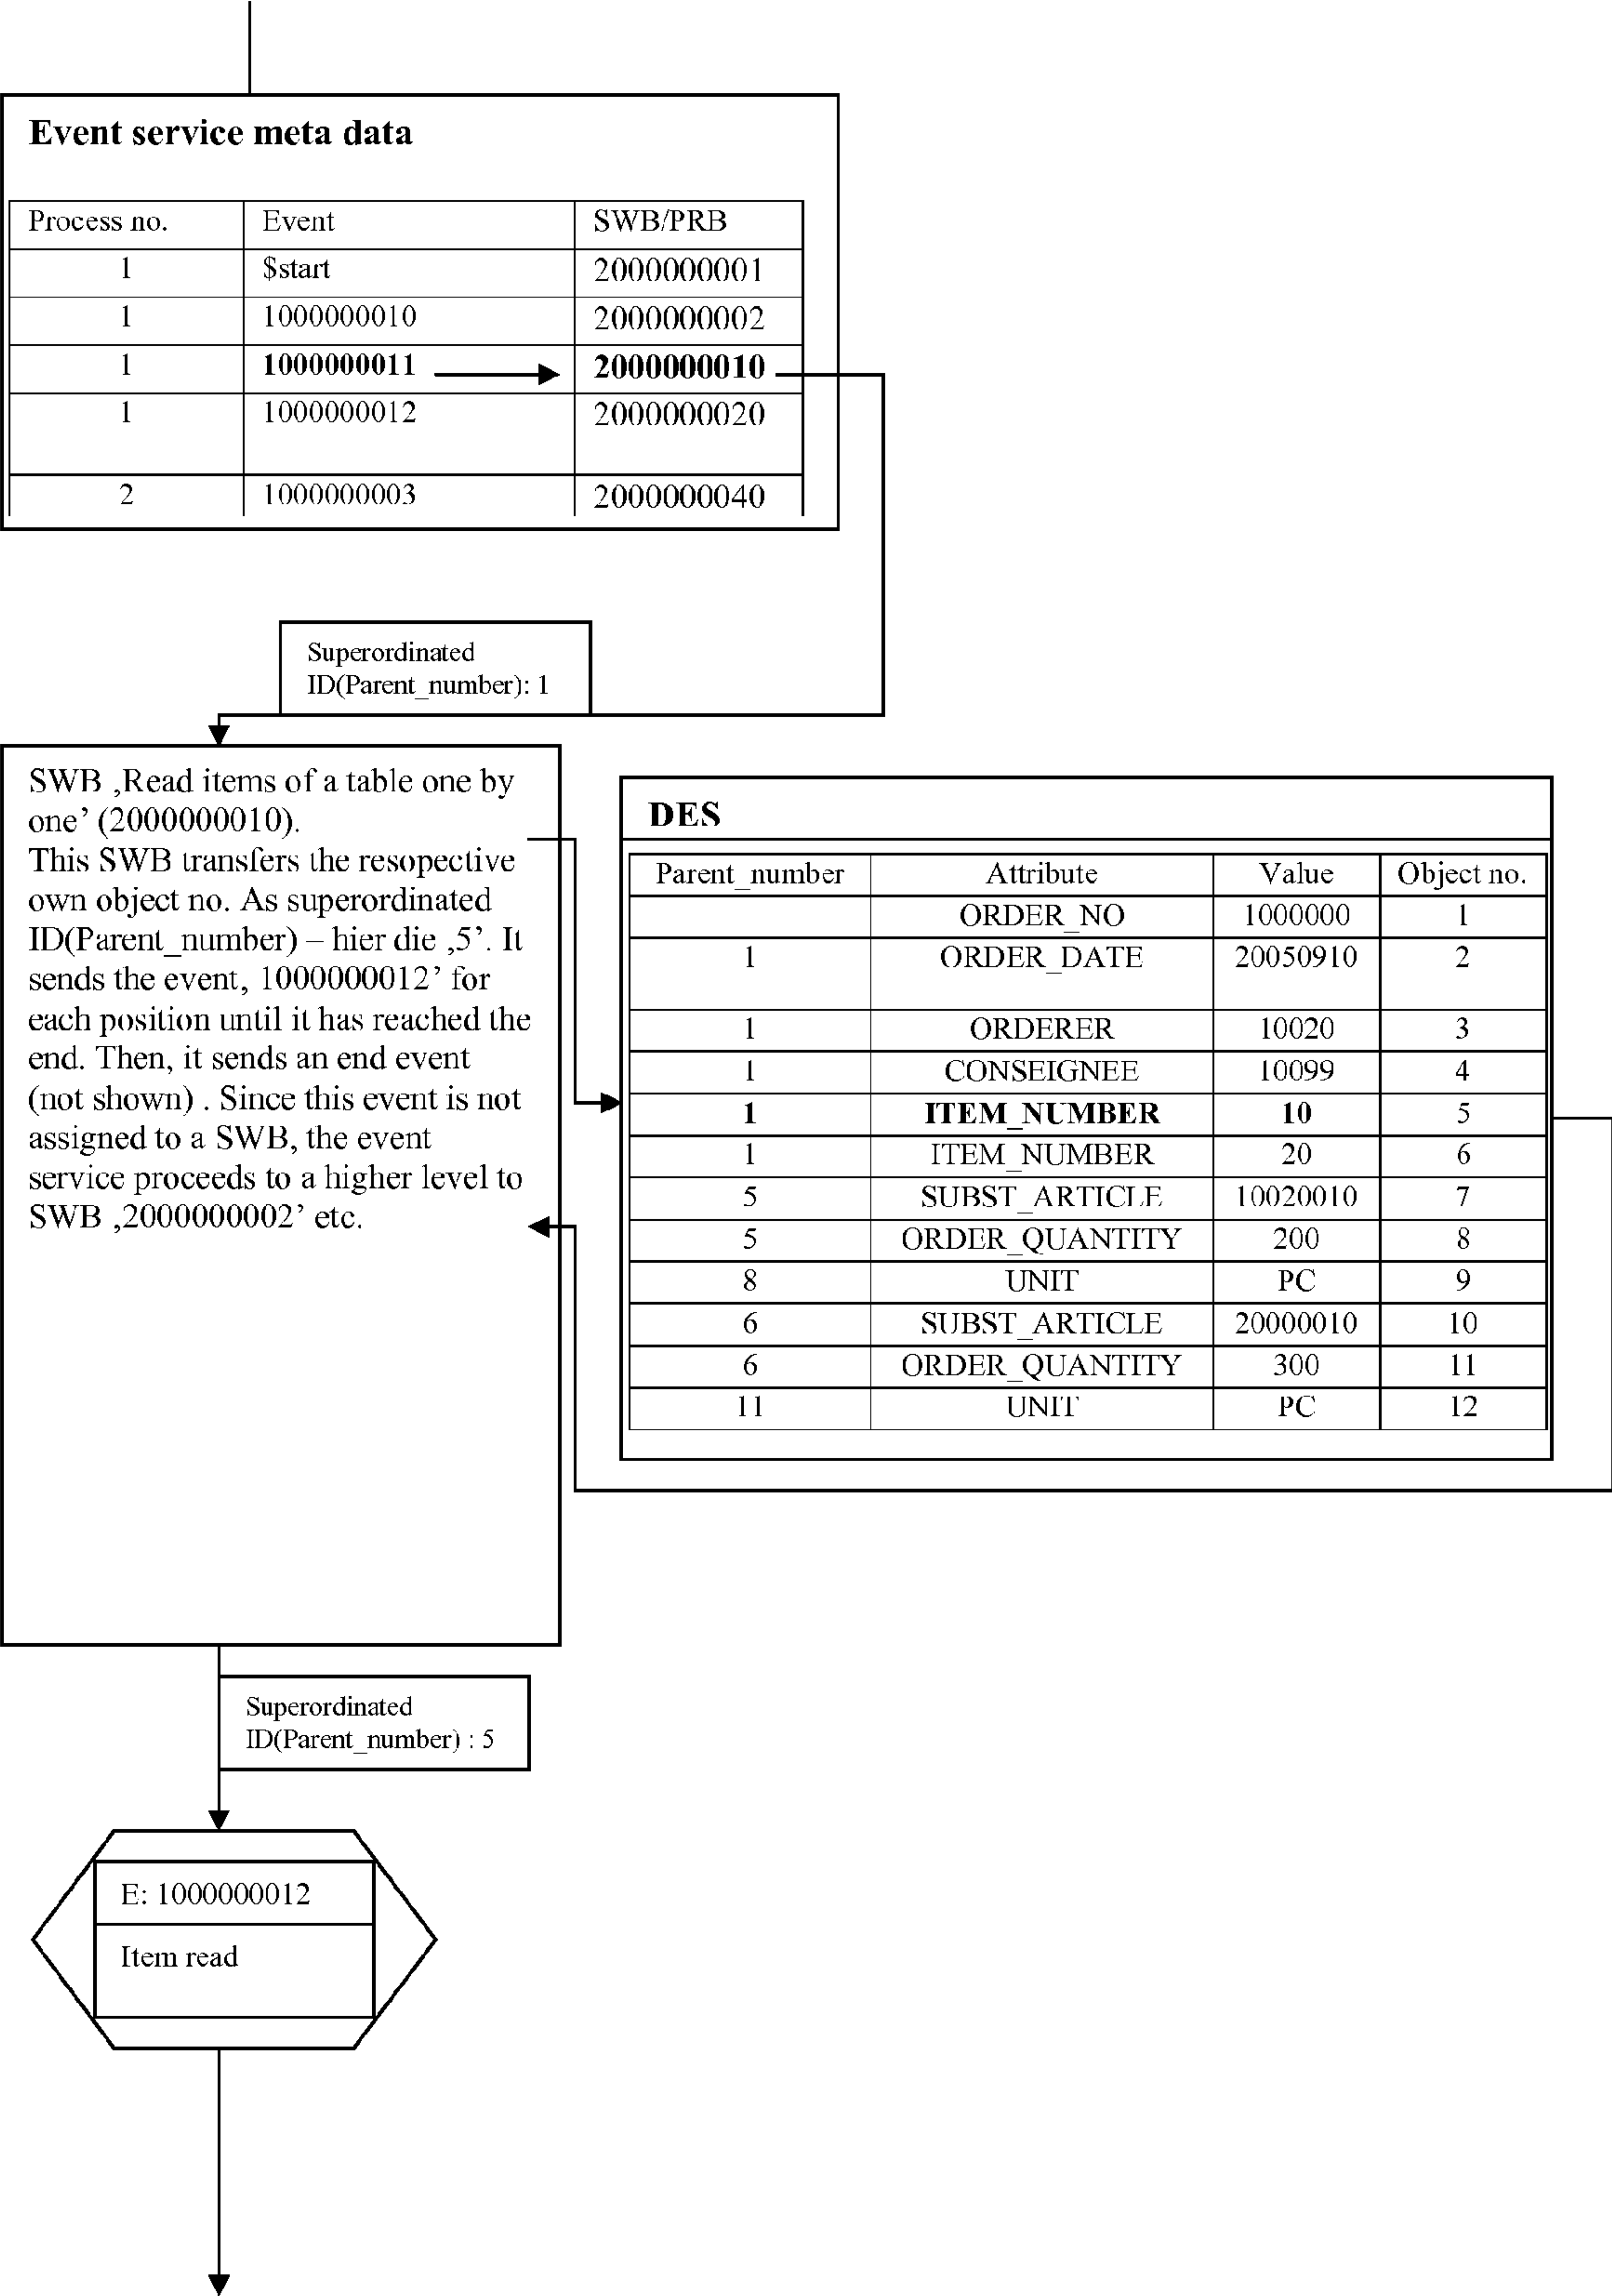 Event service meta data
Process no. Event SWB/PRB
1 $start 2000000001
1 1000000010 2000000002
1 1000000011 2000000010
1 1000000012 2000000020
2 1000000003 2000000040
Superordinated
ID(Parent_number): 1
SWB ‚Read items of a table one by
one’ (2000000010).
This SWB transfers the resopective
own object no. As superordinated
ID(Parent_number) – hier die ‚5’. It
sends the event, 1000000012’ for
each position until it has reached the
end. Then, it sends an end event
(not shown) . Since this event is not
assigned to a SWB, the event
service proceeds to a higher level to
SWB ‚2000000002’ etc.
DES
Parent_number Attribute Value Object no.
ORDER_NO 1000000 1
1 ORDER_DATE 20050910 2
1 ORDERER 10020 3
1 CONSEIGNEE 10099 4
1 ITEM_NUMBER 10 5
1 ITEM_NUMBER 20 6
5 SUBST_ARTICLE 10020010 7
5 ORDER_QUANTITY 200 8
8 UNIT PC 9
6 SUBST_ARTICLE 20000010 10
6 ORDER_QUANTITY 300 11
11 UNIT PC 12
Superordinated
ID(Parent_number) : 5
E: 1000000012
Item read